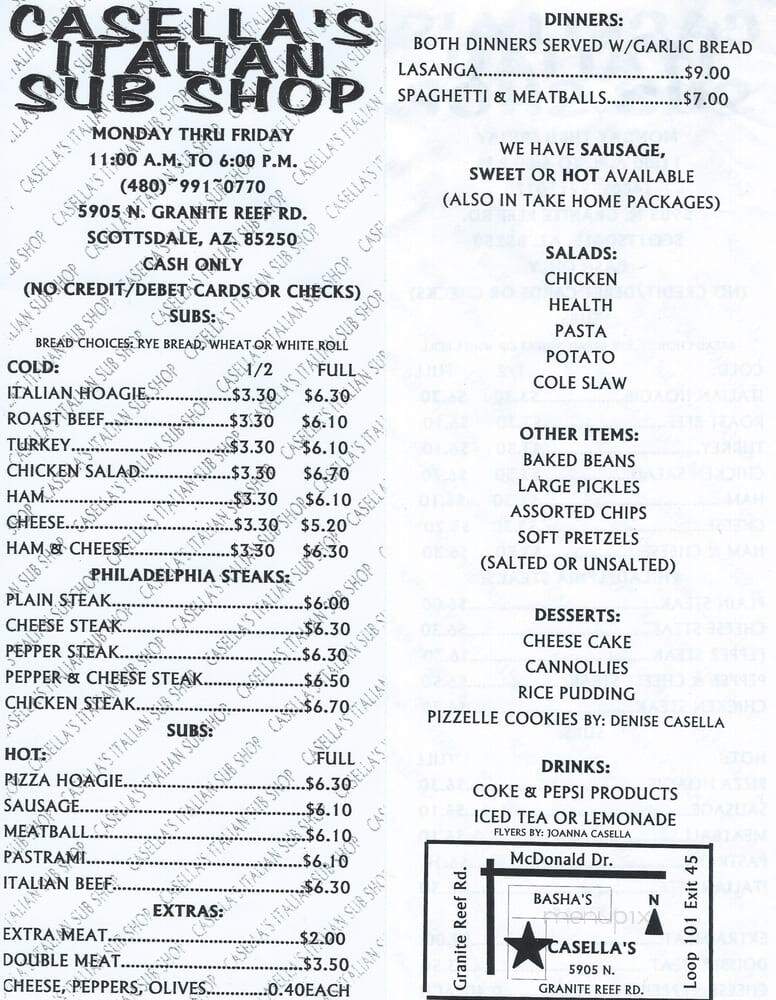 CASELLA'S
ITALIAN
SUB SHOP
MONDAY THRU FRIDAY
11:00 A.M. TO 6:00 P.M.
(480)~991~0770
5905 N. GRANITE REEF RD.
SCOTTSDALE, AZ. 85250
CASH ONLY
(NO CREDIT/DEBET CARDS OR CHECKS)
SUBS:
BREAD CHOICES: RYE BREAD, WHEAT OR WHITE ROLL
COLD: 1/2 FULL
ITALIAN HOAGIE..............$3.30 $6.30
ROAST BEEF.....................$3.30 $6.10
TURKEY..........................$3.30 $6.10
CHICKEN SALAD..............$3.30 $6.70
HAM...............................$3.30 $6.10
CHEESE...........................$3.30 $5.20
HAM & CHEESE................$3.30 $6.30
PHILADELPHIA STEAKS:
PLAIN STEAK................................$6.00
CHEESE STEAK..............................$6.30
PEPPER STEAK..............................$6.30
PEPPER & CHEESE STEAK................$6.50
CHICKEN STEAK...........................$6.70
SUBS:
HOT: FULL
PIZZA HOAGIE..............................$6.30
SAUSAGE.....................................$6.10
MEATBALL...................................$6.10
PASTRAMI...................................$6.10
ITALIAN BEEF...............................$6.30
EXTRAS:
EXTRA MEAT................................$2.00
DOUBLE MEAT.............................$3.50
CHEESE, PEPPERS, OLIVES..........0.40EACH
DINNERS:
BOTH DINNERS SERVED W/GARLIC BREAD
LASANGA..................................$9.00
SPAGHETTI & MEATBALLS.............$7.00
WE HAVE SAUSAGE,
SWEET OR HOT AVAILABLE
(ALSO IN TAKE HOME PACKAGES)
SALADS:
CHICKEN
HEALTH
PASTA
POTATO
COLE SLAW
OTHER ITEMS:
BAKED BEANS
LARGE PICKLES
ASSORTED CHIPS
SOFT PRETZELS
(SALTED OR UNSALTED)
DESSERTS:
CHEESE CAKE
CANNOLLIES
RICE PUDDING
PIZZELLE COOKIES BY: DENISE CASELLA
DRINKS:
COKE & PEPSI PRODUCTS
ICED TEA OR LEMONADE
FLYERS BY: JOANNA CASELLA
McDonald Dr.
Granite Reef Rd.
BASHA'S
N
CASELLA'S
5905 N.
GRANITE REEF RD.
Loop 101 Exit 45